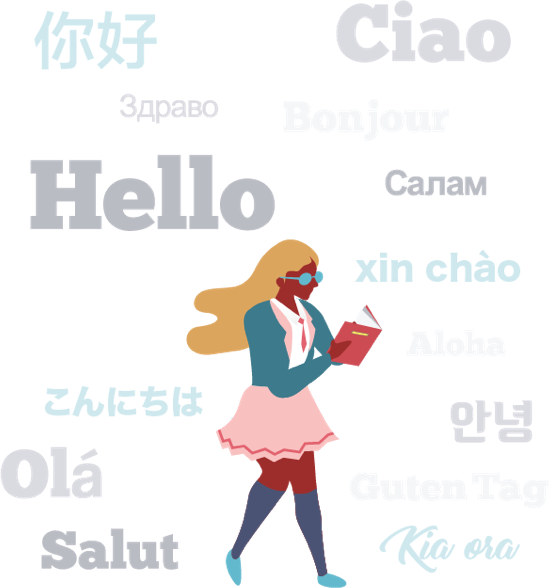 你好
Ciao
Здраво
Bonjour
Hello
Салам
xin chào
Aloha
こんにちは
안녕
Olá
Guten Tag
Salut
Kia ora